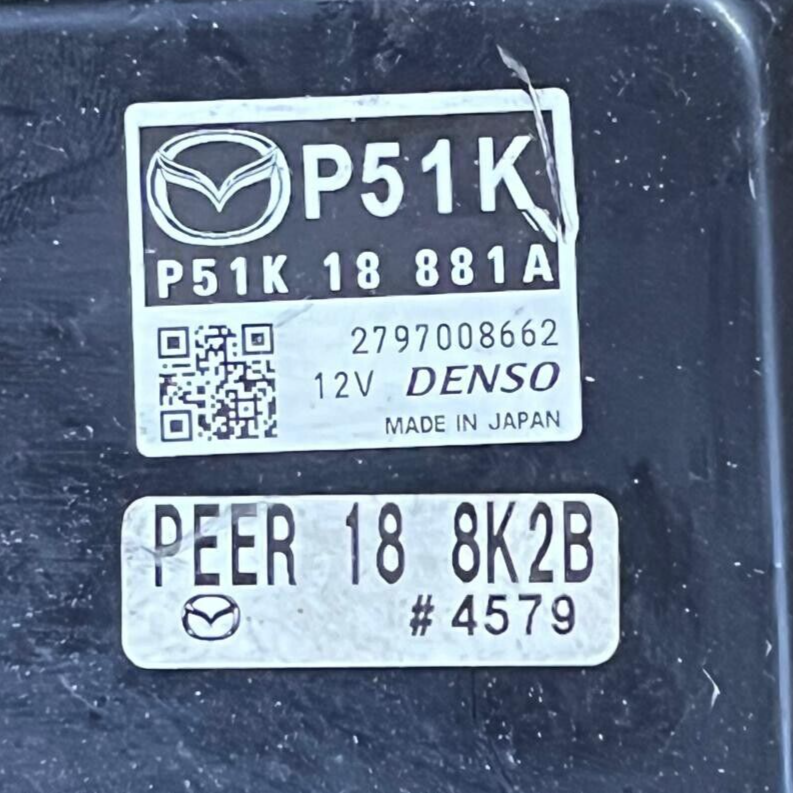 P51K
P51K 18 881A
2797008662
12V DENSO
MADE IN JAPAN
PEER 18 8K2B
#4579